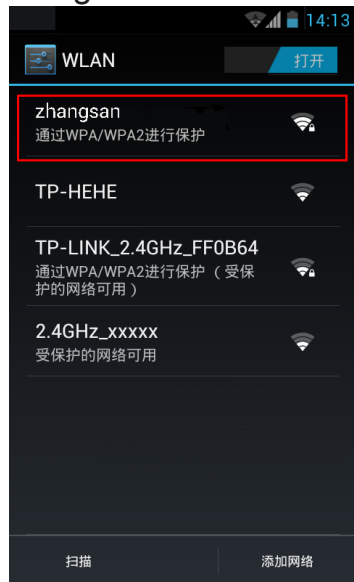 14:13
WLAN
打开
zhangsan
通过WPA/WPA2进行保护
TP-HEHE
TP-LINK_2.4GHz_FF0B64
通过WPA/WPA2进行保护（受保
护的网络可用）
2.4GHz_xxxxx
受保护的网络可用
扫描
添加网络